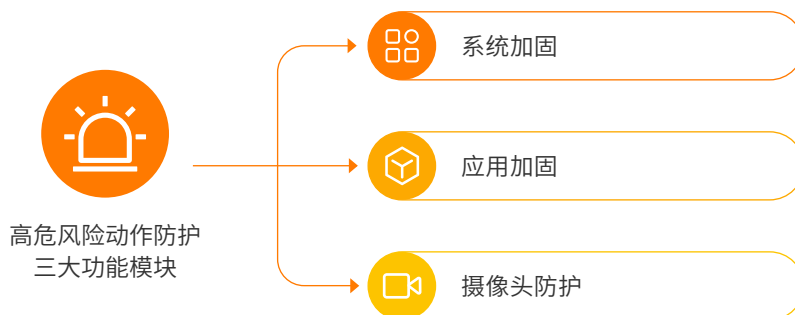 高危风险动作防护
三大功能模块
系统加固
应用加固
摄像头防护